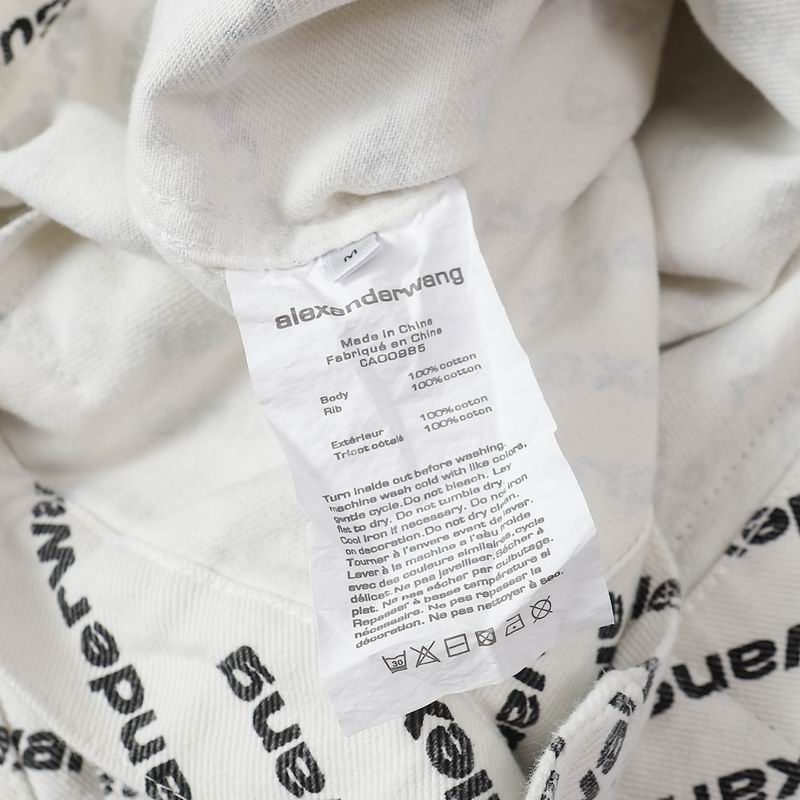 M
alexanderwang
Made in China
Fabriqué en Chine
CA00985
Body 100% cotton
Rib 100% cotton
Extérieur 100% coton
Tricot côtelé 100% coton
Turn inside out before washing.
machine wash cold with like colors,
gentle cycle. Do not bleach. Lay
flat to dry. Do not tumble dry.
Cool iron if necessary. Do not iron
on decoration. Do not dry clean.
Tourner à l'envers avant de laver.
Laver à la machine a l'eau froide
avec des couleurs similaires, cycle
délicat. Ne pas javelliser. Sécher à
plat. Ne pas sécher par culbutage.
Repasser à basse température si
nécessaire. Ne pas repasser la
décoration. Ne pas nettoyer à sec.
30